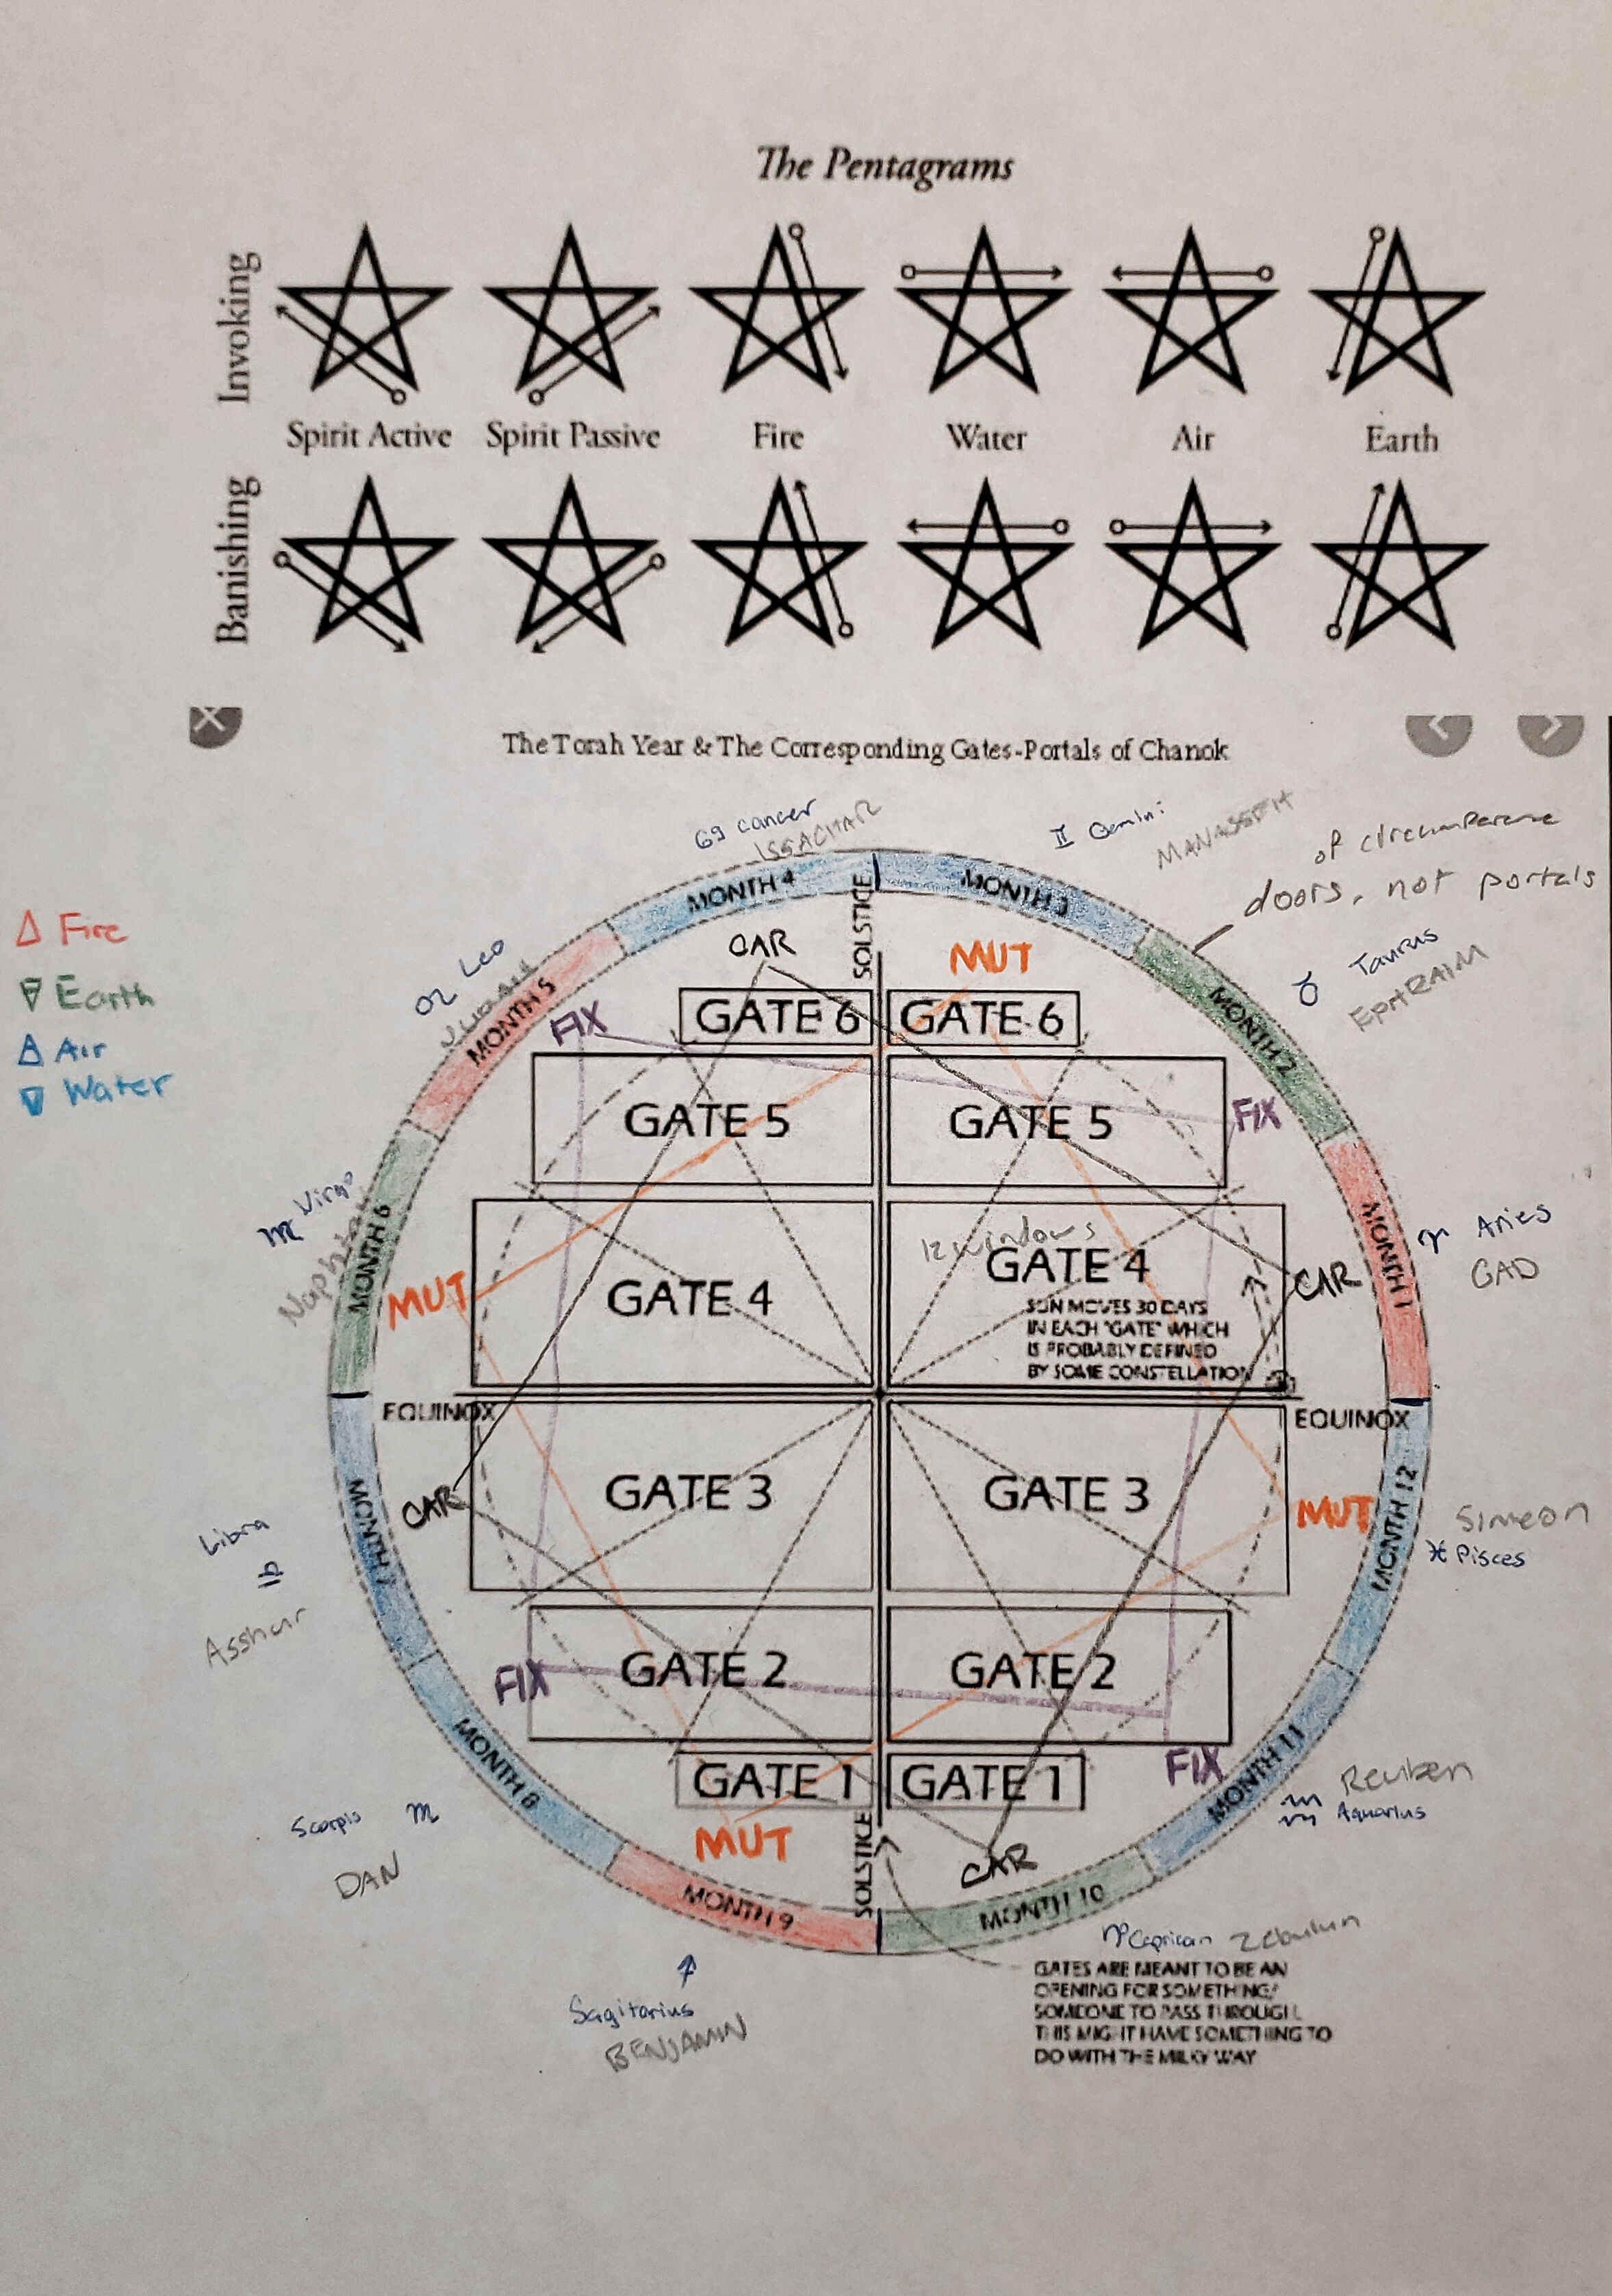 The Pentagrams
Invoking
Spirit Active
Spirit Passive
Fire
Water
Air
Earth
Banishing
The Torah Year & The Corresponding Gates-Portals of Chanok
♋ Cancer
ISSACHAR
♊ Gemini
MANASSEH
of circumference
doors, not portals
△ Fire
Earth
Air
Water
♌ Leo
♉ Taurus
EPHRAIM
MONTH 4
MONTH 3
SOLSTICE
CAR
MUT
MONTH 5
FIX
MONTH 2
GATE 6
GATE 6
GATE 5
GATE 5
FIX
♍ Virgo
MONTH 6
MUT
GATE 4
12 windows
GATE 4
SUN MOVES 30 DAYS
IN EACH "GATE" WHICH
IS PROBABLY DEFINED
BY SOME CONSTELLATION
CAR
MONTH 1
♈ Aries
GAD
EQUINOX
EQUINOX
Libra
♎
Asshur
MONTH 7
CAR
GATE 3
GATE 3
MUT
MONTH 12
Simeon
♓ Pisces
FIX
GATE 2
GATE 2
FIX
MONTH 8
MONTH 11
Reuben
♒ Aquarius
Scorpio ♏
DAN
GATE 1
GATE 1
MUT
SOLSTICE
CAR
MONTH 9
MONTH 10
♑ Capricorn Zebulun
♐
Sagitarius
BENJAMIN
GATES ARE MEANT TO BE AN
OPENING FOR SOMETHING/
SOMEONE TO PASS THROUGH
THIS MIGHT HAVE SOMETHING TO
DO WITH THE MILKY WAY